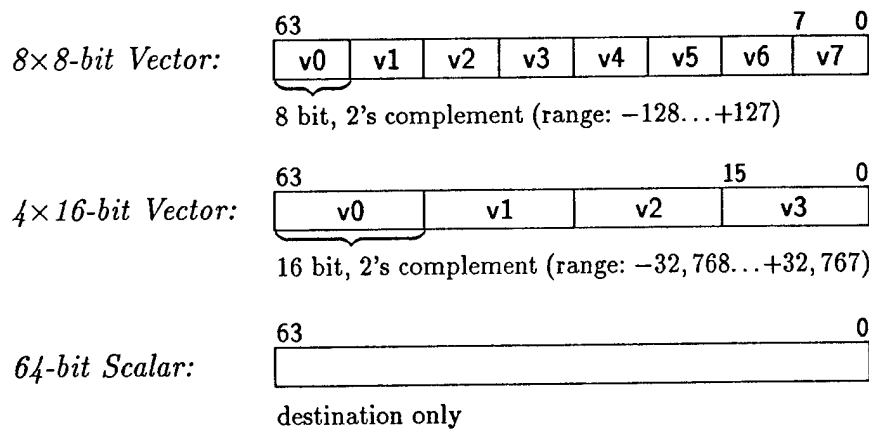 63 7 0
8×8-bit Vector: v0 v1 v2 v3 v4 v5 v6 v7
8 bit, 2's complement (range: −128...+127)
63 15 0
4×16-bit Vector: v0 v1 v2 v3
16 bit, 2's complement (range: −32,768...+32,767)
63 0
64-bit Scalar:
destination only